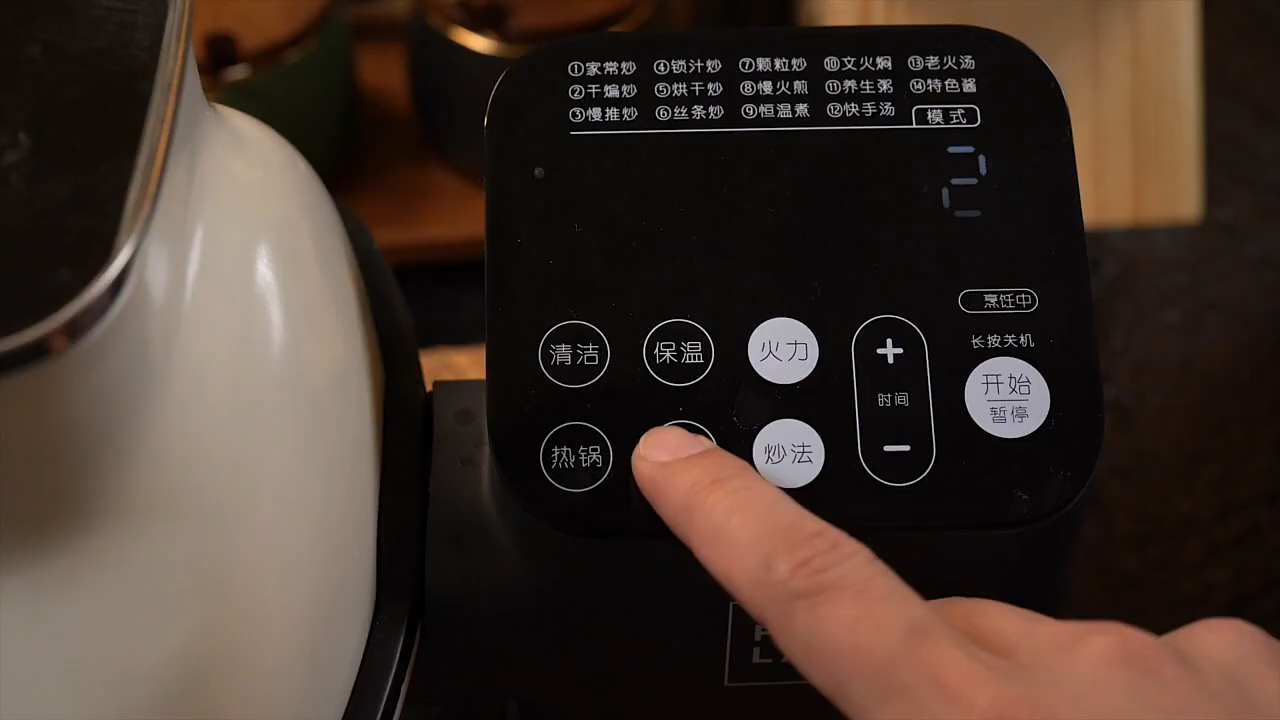 ①家常炒 ④锁汁炒 ⑦颗粒炒 ⑩文火焖 ⑬老火汤
②干煸炒 ⑤烘干炒 ⑧慢火煎 ⑪养生粥 ⑭特色酱
③慢推炒 ⑥丝条炒 ⑨恒温煮 ⑫快手汤
模式
2
烹饪中
长按关机
清洁 保温 火力 + 开始
时间 暂停
热锅 炒法 −